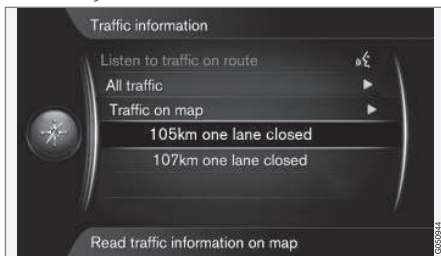 Traffic information
Listen to traffic on route
All traffic
Traffic on map
105km one lane closed
107km one lane closed
Read traffic information on map
G050944